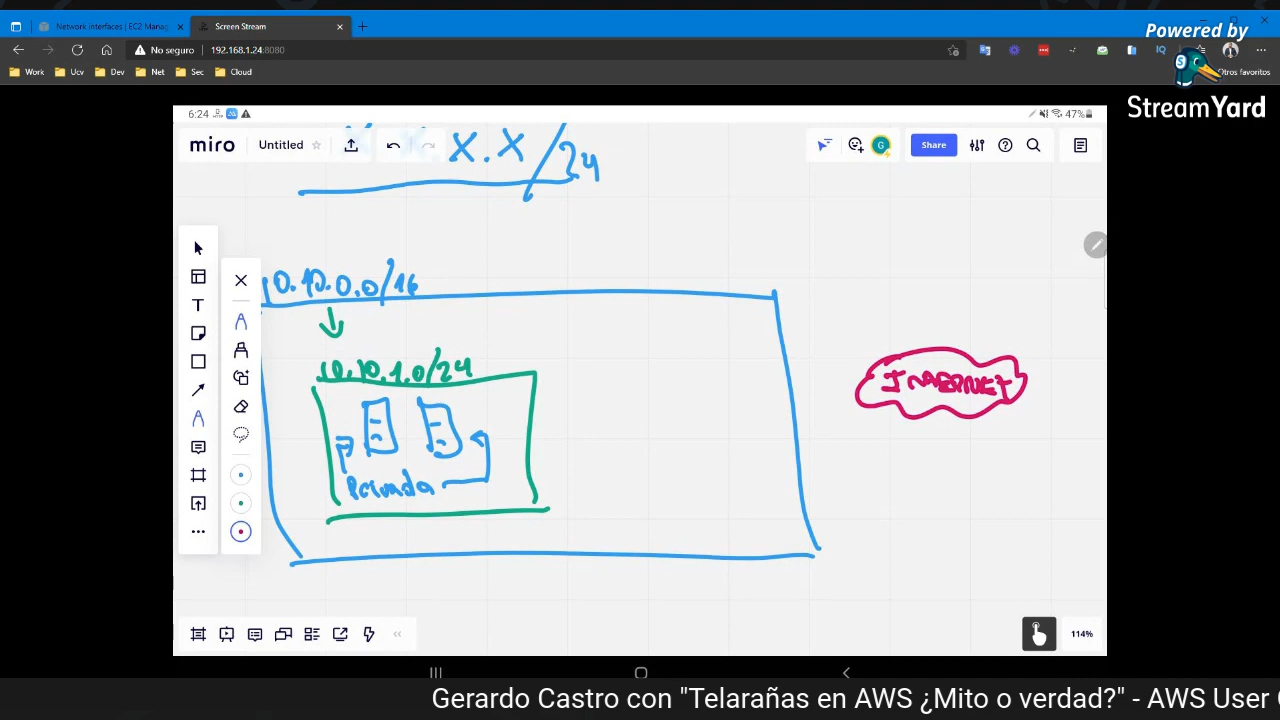 Network interfaces | EC2 Manag
Screen Stream
Powered by
No seguro
192.168.1.24:8080
Work
Ucv
Dev
Net
Sec
Cloud
Otros favoritos
StreamYard
6:24
47%
miro
Untitled
Share
X.X/24
10.10.0.0/16
10.10.1.0/24
INTERNET
Privada
114%
Gerardo Castro con "Telarañas en AWS ¿Mito o verdad?" - AWS User